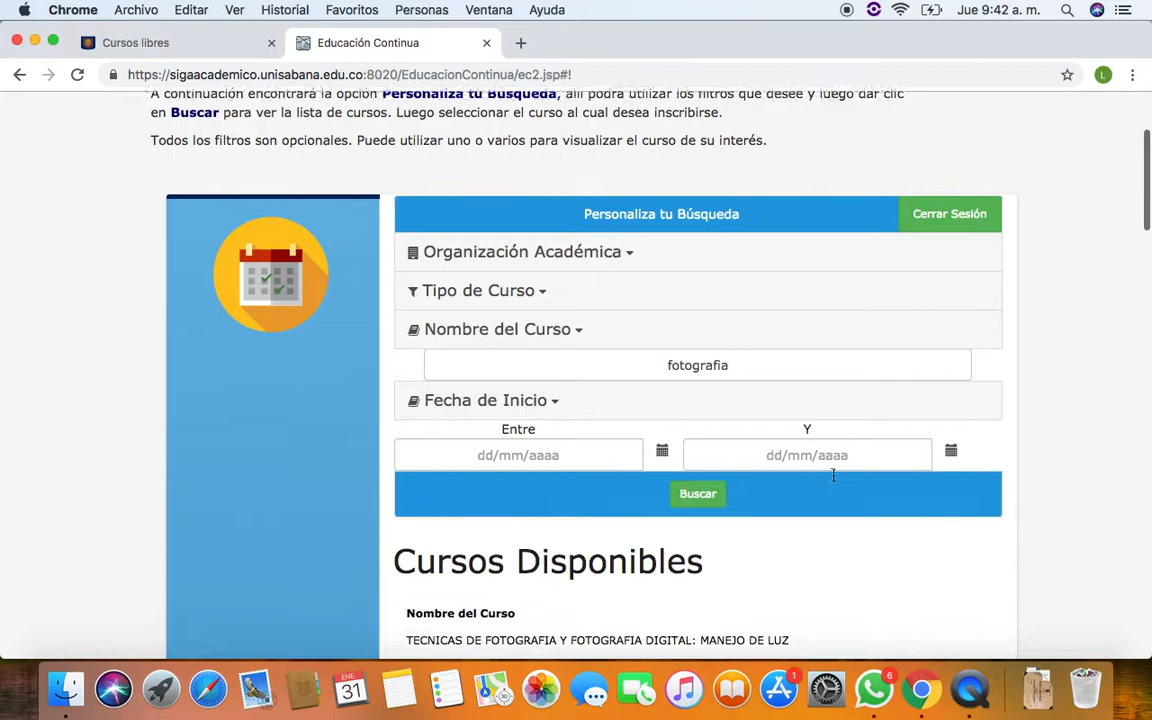 Chrome Archivo Editar Ver Historial Favoritos Personas Ventana Ayuda Jue 9:42 a. m.
Cursos libres Educación Continua
https://sigaacademico.unisabana.edu.co:8020/EducacionContinua/ec2.jsp#! L
A continuación encontrará la opción Personaliza tu Búsqueda, allí podrá utilizar los filtros que desee y luego dar clic
en Buscar para ver la lista de cursos. Luego seleccionar el curso al cual desea inscribirse.
Todos los filtros son opcionales. Puede utilizar uno o varios para visualizar el curso de su interés.
Personaliza tu Búsqueda Cerrar Sesión
Organización Académica
Tipo de Curso
Nombre del Curso
fotografia
Fecha de Inicio
Entre Y
dd/mm/aaaa dd/mm/aaaa
Buscar
Cursos Disponibles
Nombre del Curso
TECNICAS DE FOTOGRAFIA Y FOTOGRAFIA DIGITAL: MANEJO DE LUZ
ENE 31 1 6